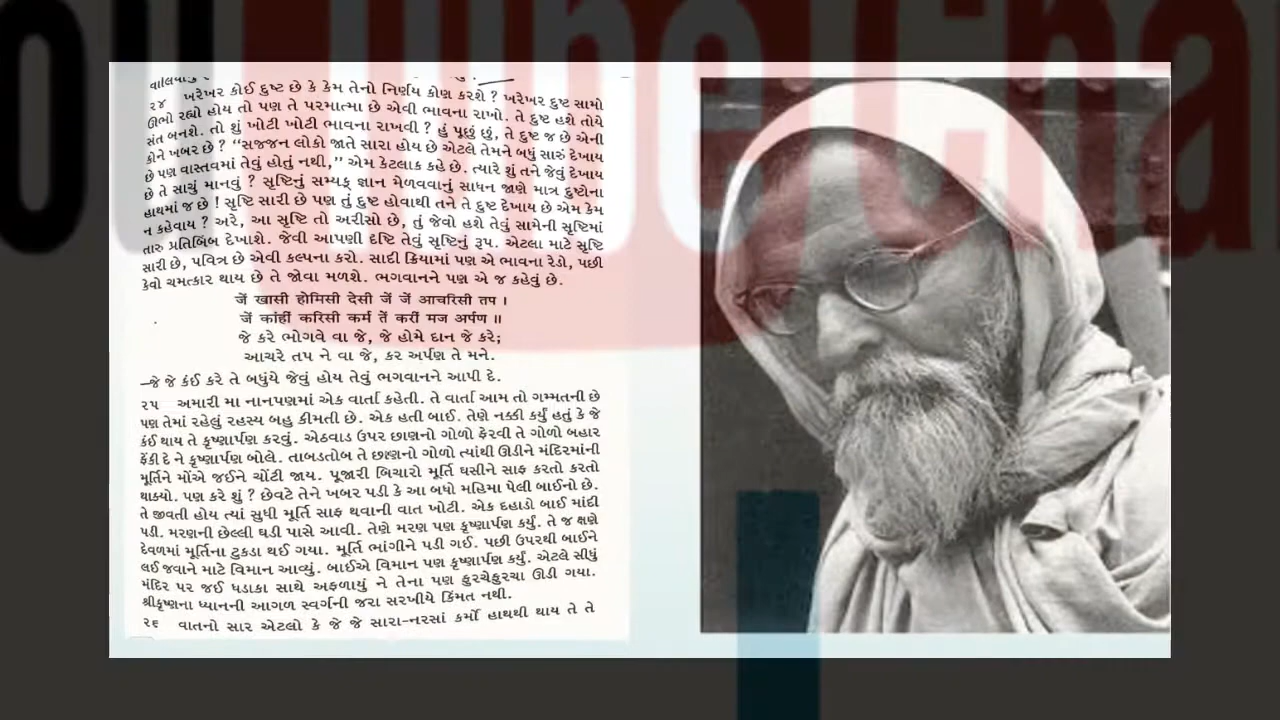 You Tube Cha
વાલિયાનું ?
૨૪ ખરેખર કોઈ દુષ્ટ છે કે કેમ તેનો નિર્ણય કોણ કરશે ? ખરેખર દુષ્ટ સામો
ઊભો રહ્યો હોય તો પણ તે પરમાત્મા છે એવી ભાવના રાખો. તે દુષ્ટ હશે તોયે
સંત બનશે. તો શું ખોટી ખોટી ભાવના રાખવી ? હું પૂછું છું, તે દુષ્ટ જ છે એની
કોને ખબર છે ? “સજ્જન લોકો જાતે સારા હોય છે એટલે તેમને બધું સારું દેખાય
છે પણ વાસ્તવમાં તેવું હોતું નથી,” એમ કેટલાક કહે છે. ત્યારે શું તને જેવું દેખાય
છે તે સાચું માનવું ? સૃષ્ટિનું સમ્યક્ જ્ઞાન મેળવવાનું સાધન જાણે માત્ર દુષ્ટોના
હાથમાં જ છે ! સૃષ્ટિ સારી છે પણ તું દુષ્ટ હોવાથી તને તે દુષ્ટ દેખાય છે એમ કેમ
ન કહેવાય ? અરે, આ સૃષ્ટિ તો અરીસો છે, તું જેવો હશે તેવું સામેની સૃષ્ટિમાં
તારું પ્રતિબિંબ દેખાશે. જેવી આપણી દષ્ટિ તેવું સૃષ્ટિનું રૂપ. એટલા માટે સૃષ્ટિ
સારી છે, પવિત્ર છે એવી કલ્પના કરો. સાદી ક્રિયામાં પણ એ ભાવના રેડો, પછી
કેવો ચમત્કાર થાય છે તે જોવા મળશે. ભગવાનને પણ એ જ કહેવું છે.
जें खासी होमिसी देसी जें जें आचरिसी तप ।
जें कांहीं करिसी कर्म तें करीं मज अर्पण ॥
જે કરે ભોગવે વા જે, જે હોમે દાન જે કરે;
આચરે તપ ને વા જે, કર અર્પણ તે મને.
—જે જે કંઈ કરે તે બધુંયે જેવું હોય તેવું ભગવાનને આપી દે.
૨૫ અમારી મા નાનપણમાં એક વાર્તા કહેતી. તે વાર્તા આમ તો ગમ્મતની છે
પણ તેમાં રહેલું રહસ્ય બહુ કીમતી છે. એક હતી બાઈ. તેણે નક્કી કર્યું હતું કે જે
કંઈ થાય તે કૃષ્ણાર્પણ કરવું. એઠવાડ ઉપર છાણનો ગોળો ફેરવી તે ગોળો બહાર
ફેંકી દે ને કૃષ્ણાર્પણ બોલે. તાબડતોબ તે છાણનો ગોળો ત્યાંથી ઊડીને મંદિરમાંની
મૂર્તિને મોંએ જઈને ચોંટી જાય. પૂજારી બિચારો મૂર્તિ ઘસીને સાફ કરતો કરતો
થાક્યો. પણ કરે શું ? છેવટે તેને ખબર પડી કે આ બધો મહિમા પેલી બાઈનો છે.
તે જીવતી હોય ત્યાં સુધી મૂર્તિ સાફ થવાની વાત ખોટી. એક દહાડો બાઈ માંદી
પડી. મરણની છેલ્લી ઘડી પાસે આવી. તેણે મરણ પણ કૃષ્ણાર્પણ કર્યું. તે જ ક્ષણે
દેવળમાં મૂર્તિના ટુકડા થઈ ગયા. મૂર્તિ ભાંગીને પડી ગઈ. પછી ઉપરથી બાઈને
લઈ જવાને માટે વિમાન આવ્યું. બાઈએ વિમાન પણ કૃષ્ણાર્પણ કર્યું. એટલે સીધું
મંદિર પર જઈ ધડાકા સાથે અફળાયું ને તેના પણ કુરચેકુરચા ઊડી ગયા.
શ્રીકૃષ્ણના ધ્યાનની આગળ સ્વર્ગની જરા સરખીયે કિંમત નથી.
૨૬ વાતનો સાર એટલો કે જે જે સારા-નરસાં કર્મો હાથથી થાય તે તે